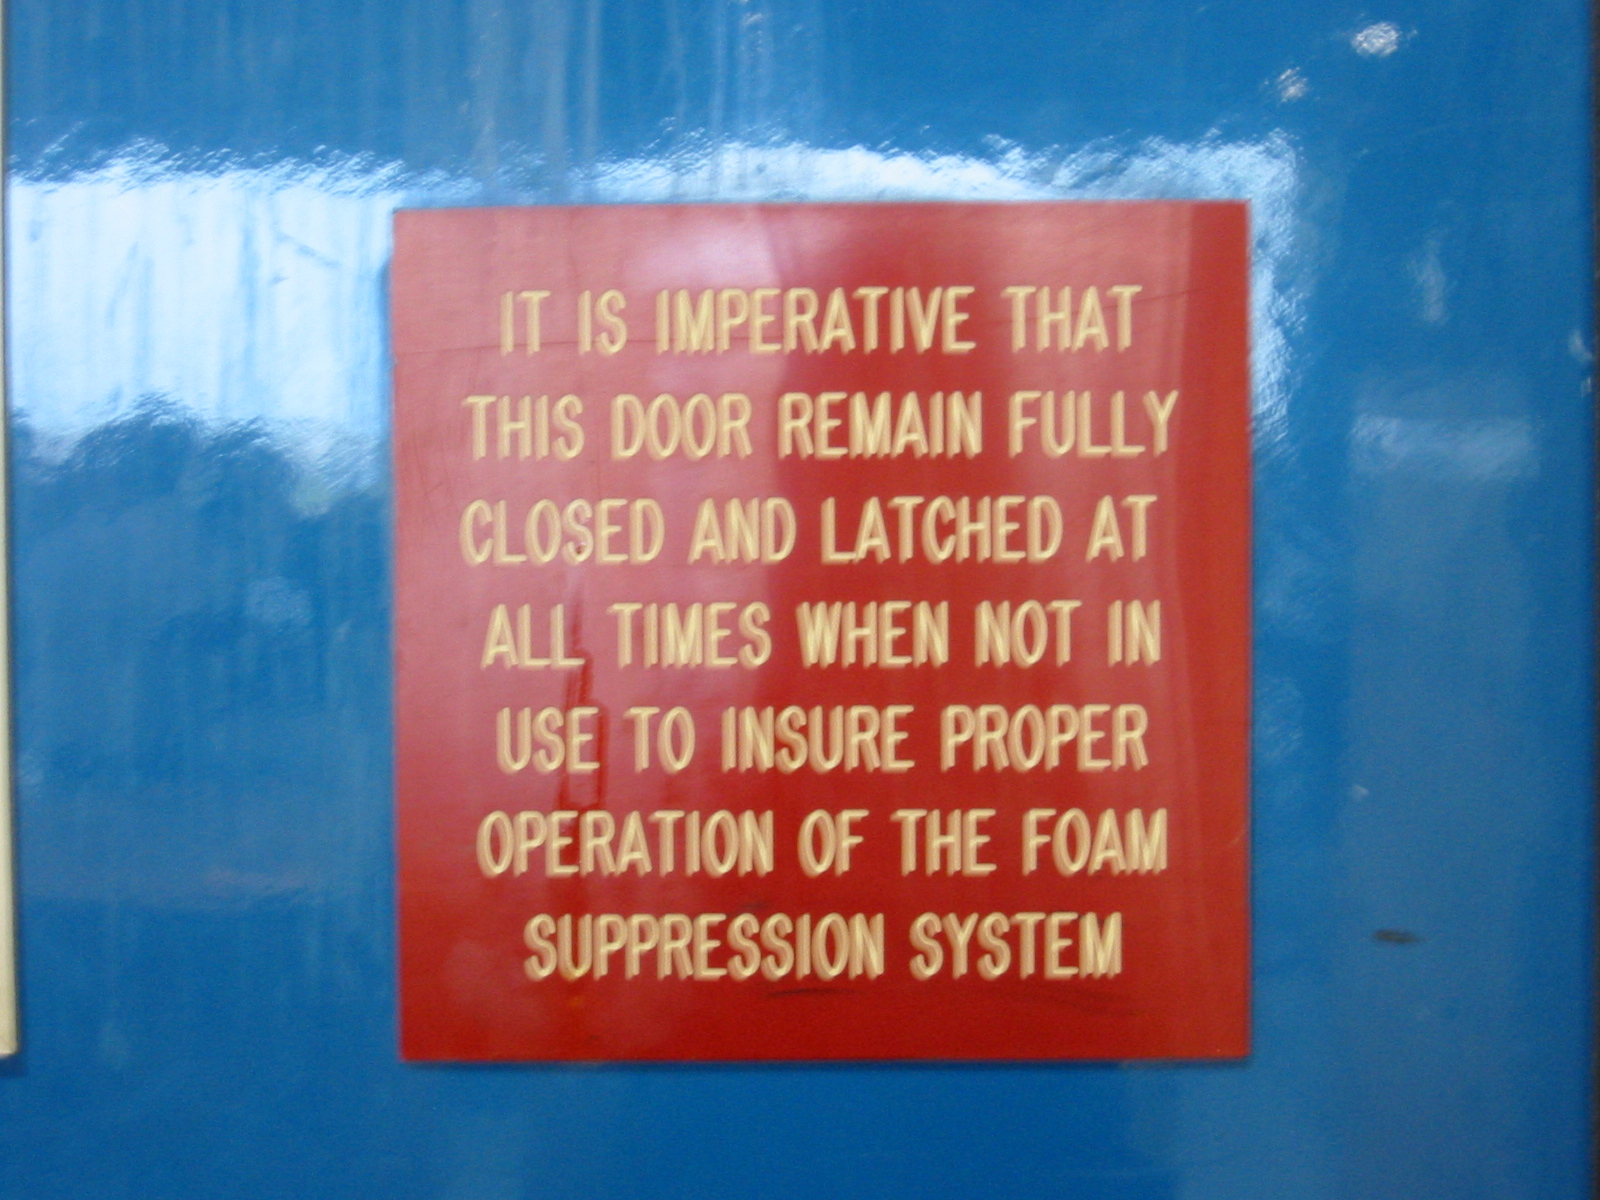 IT IS IMPERATIVE THAT
THIS DOOR REMAIN FULLY
CLOSED AND LATCHED AT
ALL TIMES WHEN NOT IN
USE TO INSURE PROPER
OPERATION OF THE FOAM
SUPPRESSION SYSTEM